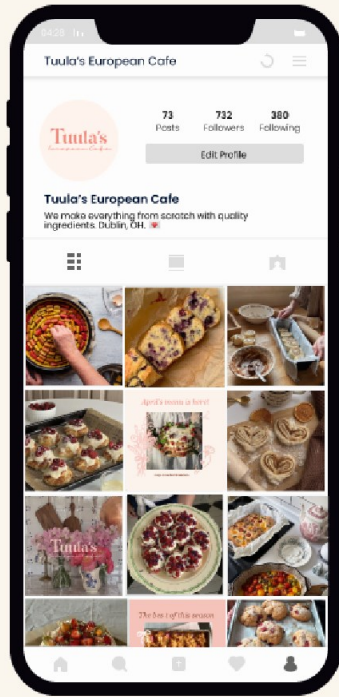 Tuula's European Cafe
73 732 380
Posts Followers Following
Tuula's
Edit Profile
Tuula's European Cafe
We make everything from scratch with quality
ingredients. Dublin, OH. 💌
April's menu is here!
Tuula's
The best of this season